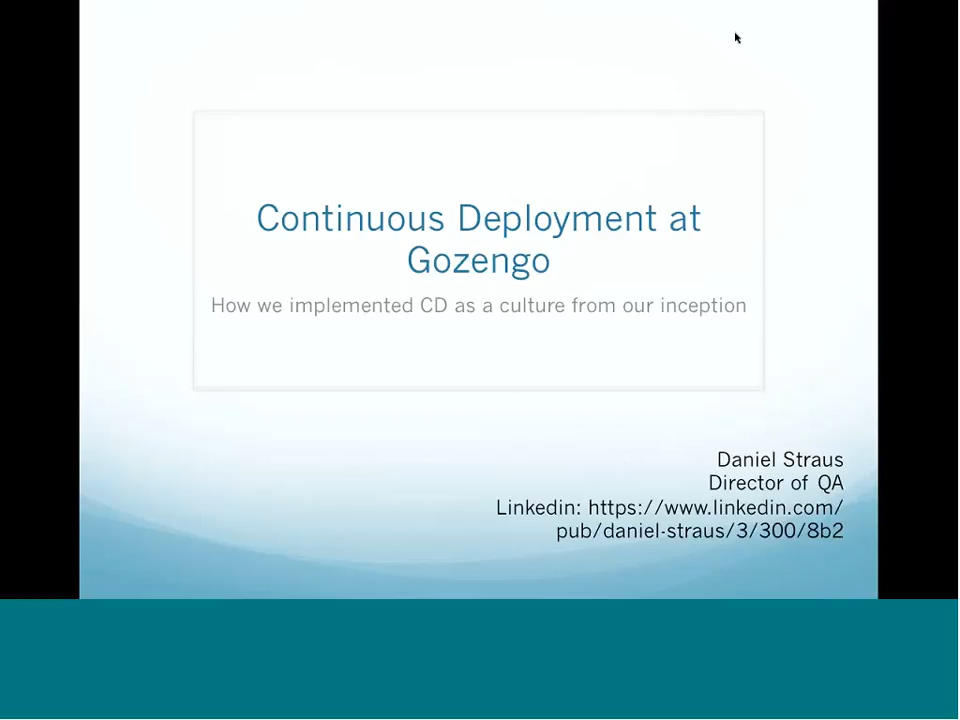 Continuous Deployment at
Gozengo
How we implemented CD as a culture from our inception
Daniel Straus
Director of QA
Linkedin: https://www.linkedin.com/
pub/daniel-straus/3/300/8b2